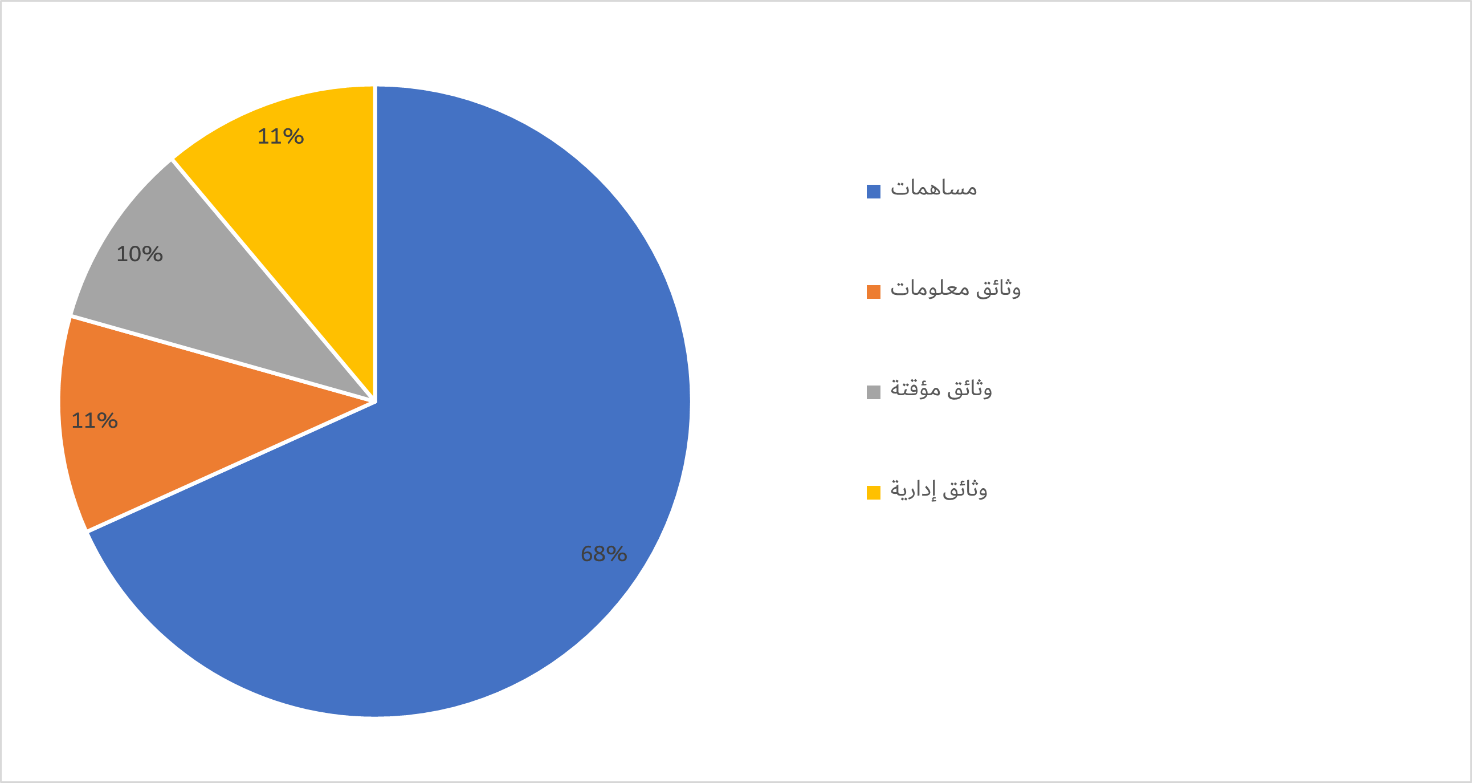 11%
10%
11%
68%
مساهمات
وثائق معلومات
وثائق مؤقتة
وثائق إدارية